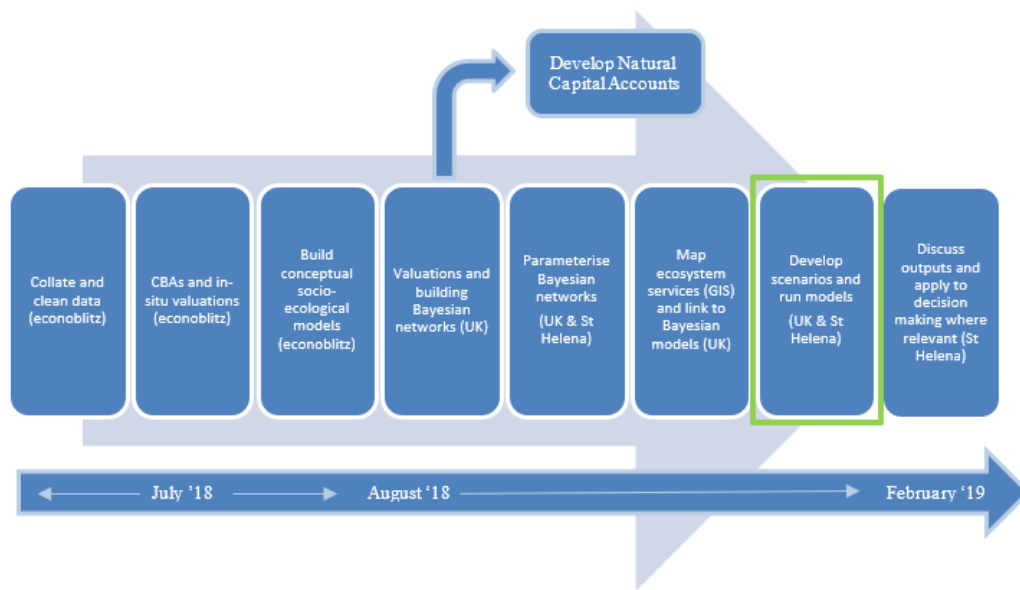 Develop Natural
Capital Accounts
Collate and
clean data
(econoblitz)
CBAs and in-
situ valuations
(econoblitz)
Build
conceptual
socio-
ecological
models
(econoblitz)
Valuations and
building
Bayesian
networks (UK)
Parameterise
Bayesian
networks
(UK & St
Helena)
Map
ecosystem
services (GIS)
and link to
Bayesian
models (UK)
Develop
scenarios and
run models
(UK & St
Helena)
Discuss
outputs and
apply to
decision
making where
relevant (St
Helena)
July ’18
August ‘18
February ‘19